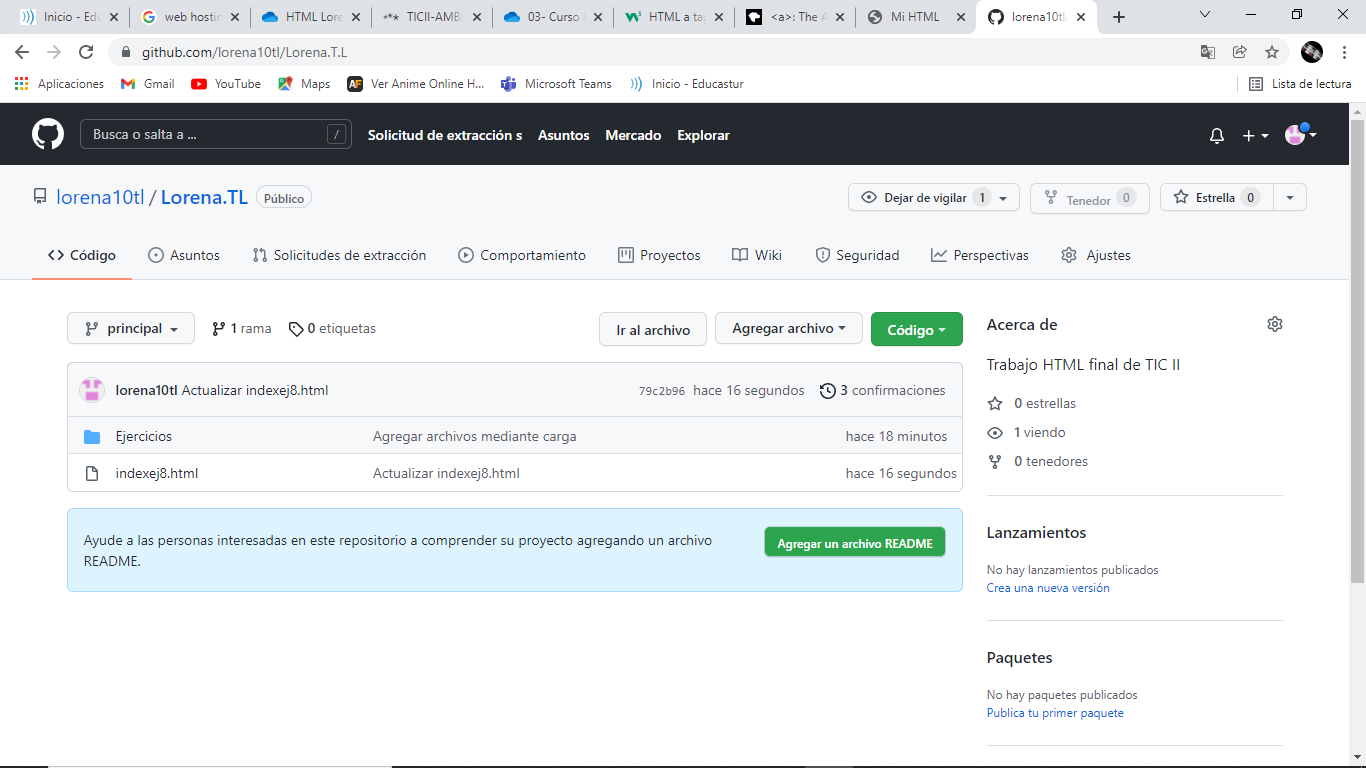 Inicio - Edu
web hostin
HTML Lore
*** TICII-AMB
03- Curso
HTML a tag
<a>: The A
Mi HTML
lorena10tl
github.com/lorena10tl/Lorena.T.L
Aplicaciones
Gmail
YouTube
Maps
AF Ver Anime Online H...
Microsoft Teams
Inicio - Educastur
Lista de lectura
Busca o salta a ... /
Solicitud de extracción s
Asuntos
Mercado
Explorar
lorena10tl / Lorena.TL Público
Dejar de vigilar 1
Tenedor 0
Estrella 0
Código
Asuntos
Solicitudes de extracción
Comportamiento
Proyectos
Wiki
Seguridad
Perspectivas
Ajustes
principal
1 rama
0 etiquetas
Ir al archivo
Agregar archivo
Código
lorena10tl Actualizar indexej8.html 79c2b96 hace 16 segundos 3 confirmaciones
Ejercicios Agregar archivos mediante carga hace 18 minutos
indexej8.html Actualizar indexej8.html hace 16 segundos
Ayude a las personas interesadas en este repositorio a comprender su proyecto agregando un archivo
README.
Agregar un archivo README
Acerca de
Trabajo HTML final de TIC II
0 estrellas
1 viendo
0 tenedores
Lanzamientos
No hay lanzamientos publicados
Crea una nueva versión
Paquetes
No hay paquetes publicados
Publica tu primer paquete